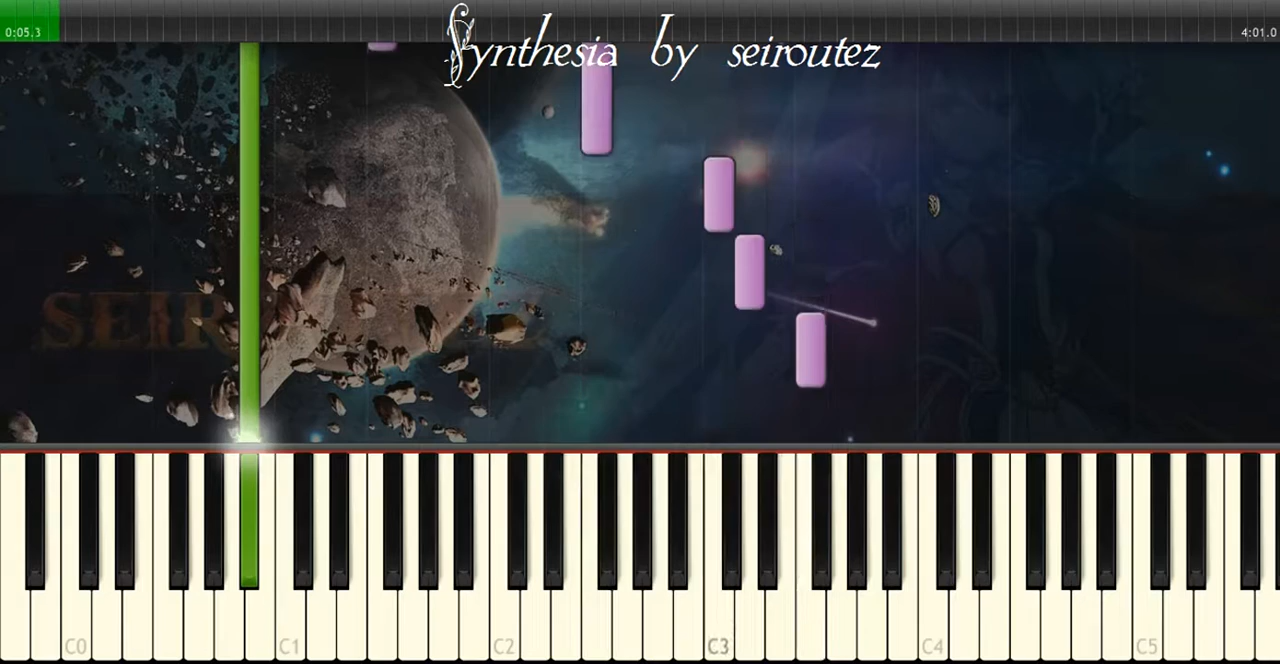 Synthesia by seiroutez
0:05.3
4:01.0
SEIR
C0 C1 C2 C3 C4 C5